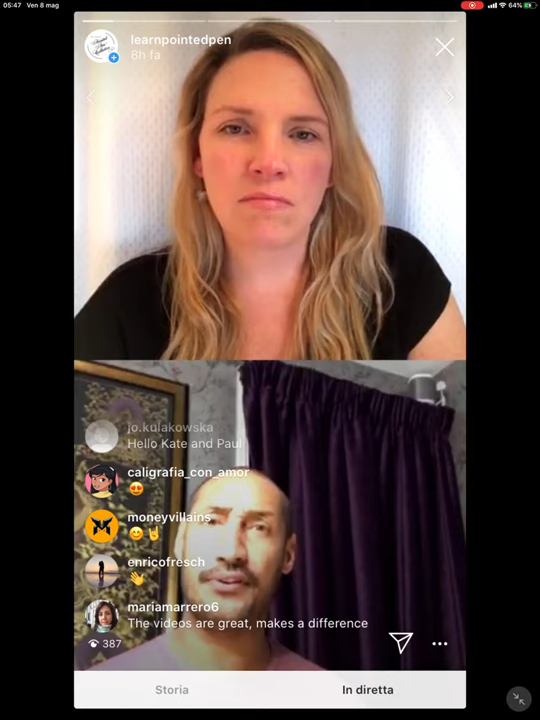 05:47 Ven 8 mag
64%
learnpointedpen
8h fa
jo.kulakowska
Hello Kate and Paul
caligrafia_con_amor
😍
moneyvillains
😊🤘
enricofresch
👋
mariamarrero6
The videos are great, makes a difference
387
Storia
In diretta